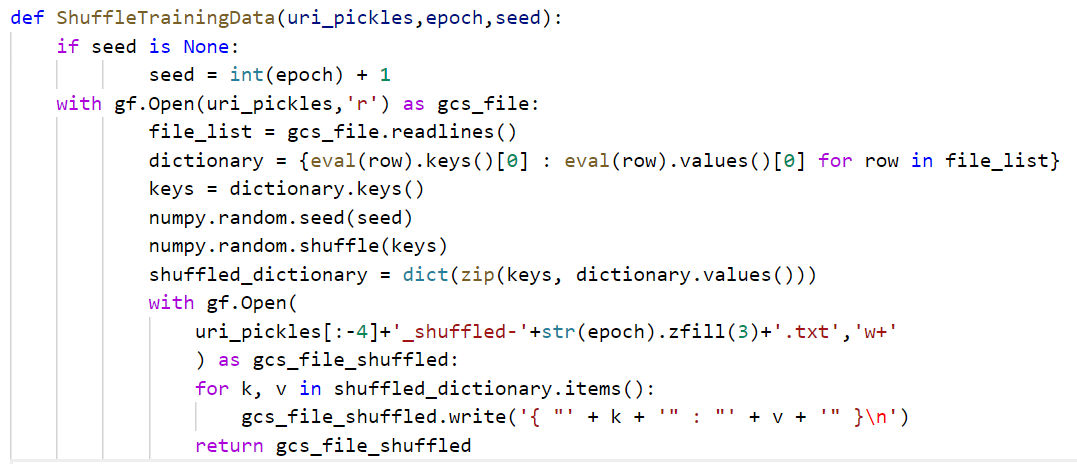 def ShuffleTrainingData(uri_pickles,epoch,seed):
    if seed is None:
            seed = int(epoch) + 1
    with gf.Open(uri_pickles,'r') as gcs_file:
            file_list = gcs_file.readlines()
            dictionary = {eval(row).keys()[0] : eval(row).values()[0] for row in file_list}
            keys = dictionary.keys()
            numpy.random.seed(seed)
            numpy.random.shuffle(keys)
            shuffled_dictionary = dict(zip(keys, dictionary.values()))
            with gf.Open(
                uri_pickles[:-4]+'_shuffled-'+str(epoch).zfill(3)+'.txt','w+'
                ) as gcs_file_shuffled:
                for k, v in shuffled_dictionary.items():
                    gcs_file_shuffled.write('{ "' + k + '" : "' + v + '" }\n')
                return gcs_file_shuffled